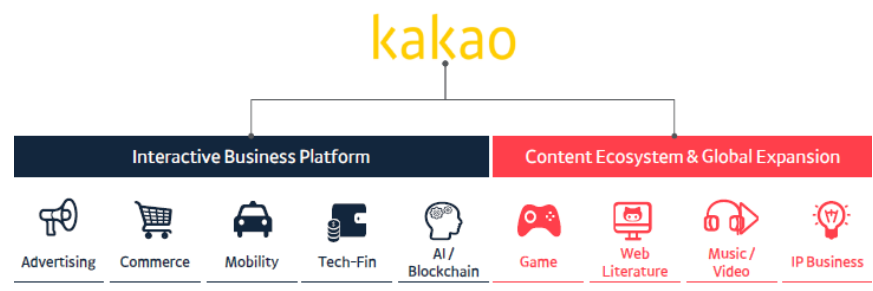 kakao
Interactive Business Platform
Content Ecosystem & Global Expansion
Advertising
Commerce
Mobility
Tech-Fin
AI /
Blockchain
Game
Web
Literature
Music /
Video
IP Business